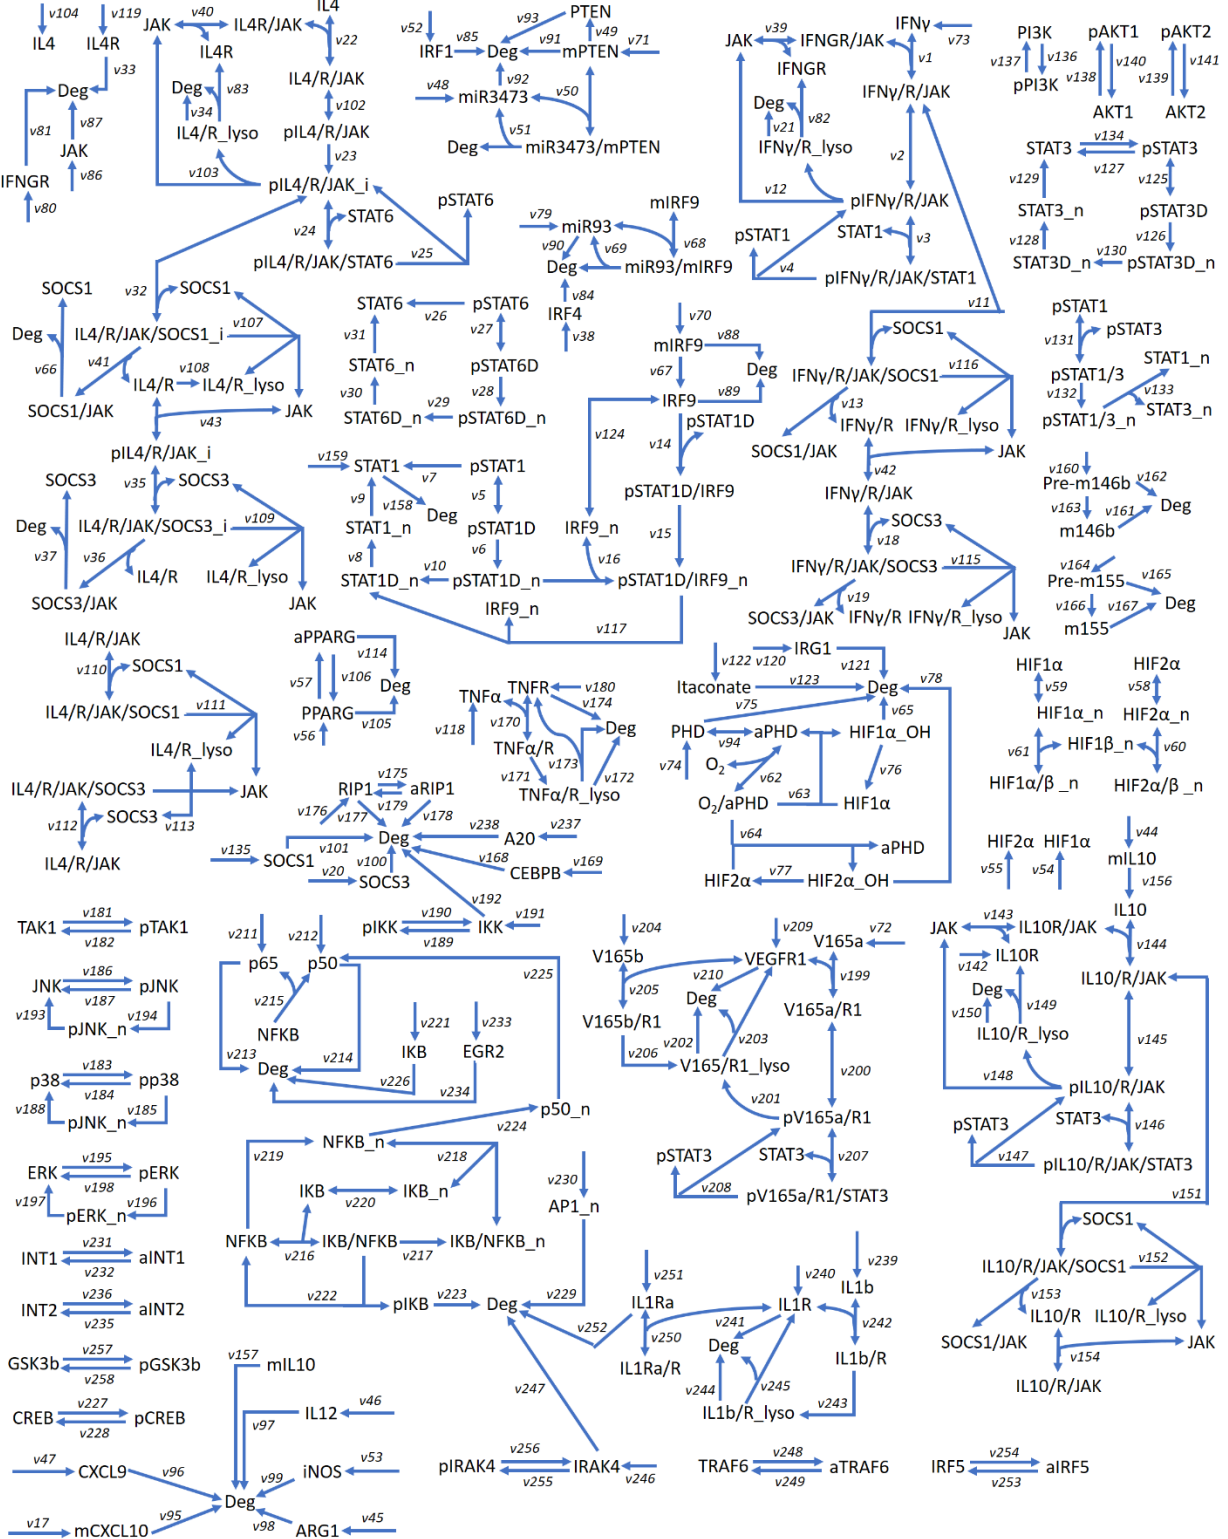 v104
v119
IL4
IL4R
v33
Deg
v81
v87
JAK
v86
IFNGR
v80
JAK
v40
IL4R/JAK
IL4
IL4R
v22
Deg
v83
v34
IL4/R_lyso
IL4/R/JAK
v102
pIL4/R/JAK
v23
v103
pIL4/R/JAK_i
STAT6
v24
pIL4/R/JAK/STAT6
v25
pSTAT6
v52
IRF1
v85
Deg
v93
PTEN
v49
v91
mPTEN
v71
v92
v48
miR3473
v50
v51
Deg
miR3473/mPTEN
v79
miR93
mIRF9
v90
v69
v68
Deg
miR93/mIRF9
v84
IRF4
v38
JAK
v39
IFNGR/JAK
IFNγ
v73
v1
IFNGR
IFNγ/R/JAK
Deg
v82
v21
IFNγ/R_lyso
v2
v12
pIFNγ/R/JAK
pSTAT1
STAT1
v3
v4
pIFNγ/R/JAK/STAT1
v11
PI3K
v137
v136
pPI3K
pAKT1
v138
v140
AKT1
pAKT2
v139
v141
AKT2
v134
STAT3
pSTAT3
v127
v129
v125
STAT3_n
pSTAT3D
v128
v126
STAT3D_n
v130
pSTAT3D_n
SOCS1
v32
SOCS1
Deg
IL4/R/JAK/SOCS1_i
v107
v66
v41
v108
IL4/R
IL4/R_lyso
SOCS1/JAK
JAK
v43
pIL4/R/JAK_i
SOCS3
v35
SOCS3
Deg
IL4/R/JAK/SOCS3_i
v109
v37
v36
IL4/R
IL4/R_lyso
SOCS3/JAK
JAK
STAT6
pSTAT6
v26
v31
v27
STAT6_n
pSTAT6D
v30
v28
v29
STAT6D_n
pSTAT6D_n
v70
mIRF9
v88
v67
Deg
v89
IRF9
pSTAT1D
v124
v14
pSTAT1D/IRF9
v15
v159
STAT1
pSTAT1
v7
v9
v158
v5
Deg
STAT1_n
pSTAT1D
IRF9_n
v8
v6
v16
v10
STAT1D_n
pSTAT1D_n
pSTAT1D/IRF9_n
IRF9_n
v117
SOCS1
IFNγ/R/JAK/SOCS1
v116
v13
IFNγ/R
IFNγ/R_lyso
SOCS1/JAK
JAK
v42
IFNγ/R/JAK
SOCS3
v18
IFNγ/R/JAK/SOCS3
v115
v19
SOCS3/JAK
IFNγ/R
IFNγ/R_lyso
JAK
pSTAT1
v131
pSTAT3
pSTAT1/3
STAT1_n
v132
v133
pSTAT1/3_n
STAT3_n
v160
Pre-m146b
v162
v163
v161
Deg
m146b
v164
Pre-m155
v165
v166
v167
Deg
m155
IL4/R/JAK
v110
SOCS1
IL4/R/JAK/SOCS1
v111
IL4/R_lyso
IL4/R/JAK/SOCS3
JAK
v112
SOCS3
v113
IL4/R/JAK
aPPARG
v114
v57
v106
Deg
PPARG
v105
v56
TNFα
TNFR
v180
v174
v118
v170
Deg
TNFα/R
v171
v173
v172
TNFα/R_lyso
v175
RIP1
aRIP1
v176
v177
v179
v178
v135
SOCS1
v101
Deg
v238
A20
v237
v20
v100
v168
CEBPB
v169
SOCS3
v192
pIKK
v190
v189
IKK
v191
v122
v120
IRG1
v121
v78
Itaconate
v123
Deg
v75
v65
PHD
v94
aPHD
HIF1α_OH
v74
O2
v62
v76
O2/aPHD
v63
HIF1α
v64
aPHD
HIF2α
v77
HIF2α_OH
HIF1α
v59
HIF1α_n
v61
HIF1β_n
HIF1α/β _n
HIF2α
v58
HIF2α_n
v60
HIF2α/β _n
HIF2α
HIF1α
v55
v54
v44
mIL10
v156
IL10
JAK
v143
IL10R/JAK
v142
IL10R
v144
IL10/R/JAK
Deg
v149
v150
IL10/R_lyso
v145
v148
pIL10/R/JAK
STAT3
pSTAT3
v146
v147
pIL10/R/JAK/STAT3
v151
SOCS1
IL10/R/JAK/SOCS1
v152
v153
IL10/R
IL10/R_lyso
SOCS1/JAK
JAK
v154
IL10/R/JAK
v181
TAK1
pTAK1
v182
v186
JNK
pJNK
v187
v193
v194
pJNK_n
v183
p38
pp38
v184
v188
v185
pJNK_n
v195
ERK
pERK
v198
v197
v196
pERK_n
v231
INT1
aINT1
v232
v236
INT2
aINT2
v235
v257
GSK3b
pGSK3b
v258
v227
CREB
pCREB
v228
v211
v212
p65
p50
v225
v215
NFKB
v213
v214
Deg
v221
v233
IKB
EGR2
v226
v234
p50_n
v224
NFKB_n
v219
v218
IKB
v220
IKB_n
v230
AP1_n
NFKB
v216
IKB/NFKB
v217
IKB/NFKB_n
v222
pIKB
v223
Deg
v229
v204
V165b
v209
V165a
v72
v205
v210
VEGFR1
v199
Deg
V165b/R1
V165a/R1
v206
v202
v203
V165/R1_lyso
v200
v201
pV165a/R1
pSTAT3
STAT3
v207
v208
pV165a/R1/STAT3
v251
IL1Ra
v240
v239
IL1b
IL1R
v252
v250
v241
v242
Deg
IL1Ra/R
IL1b/R
v244
v245
IL1b/R_lyso
v243
v247
v157
mIL10
v97
IL12
v46
v47
CXCL9
v96
v99
iNOS
v53
Deg
v17
mCXCL10
v95
v98
ARG1
v45
v256
pIRAK4
IRAK4
v255
v246
v248
TRAF6
aTRAF6
v249
v254
IRF5
aIRF5
v253